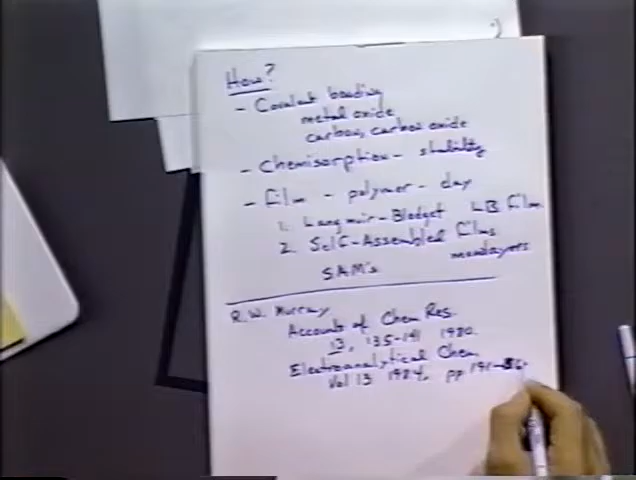 How?
- Covalent bonding
metal oxide
carbon, carbon oxide
- Chemisorption - stability
- Film - polymer - day
1. Langmuir-Blodget LB Film
2. Self-Assembled films
SAM's monolayers
R.W. Murray
Accounts of Chem Res.
13, 135-141 1980.
Electroanalytical Chem
Vol 13 1984, pp 191-